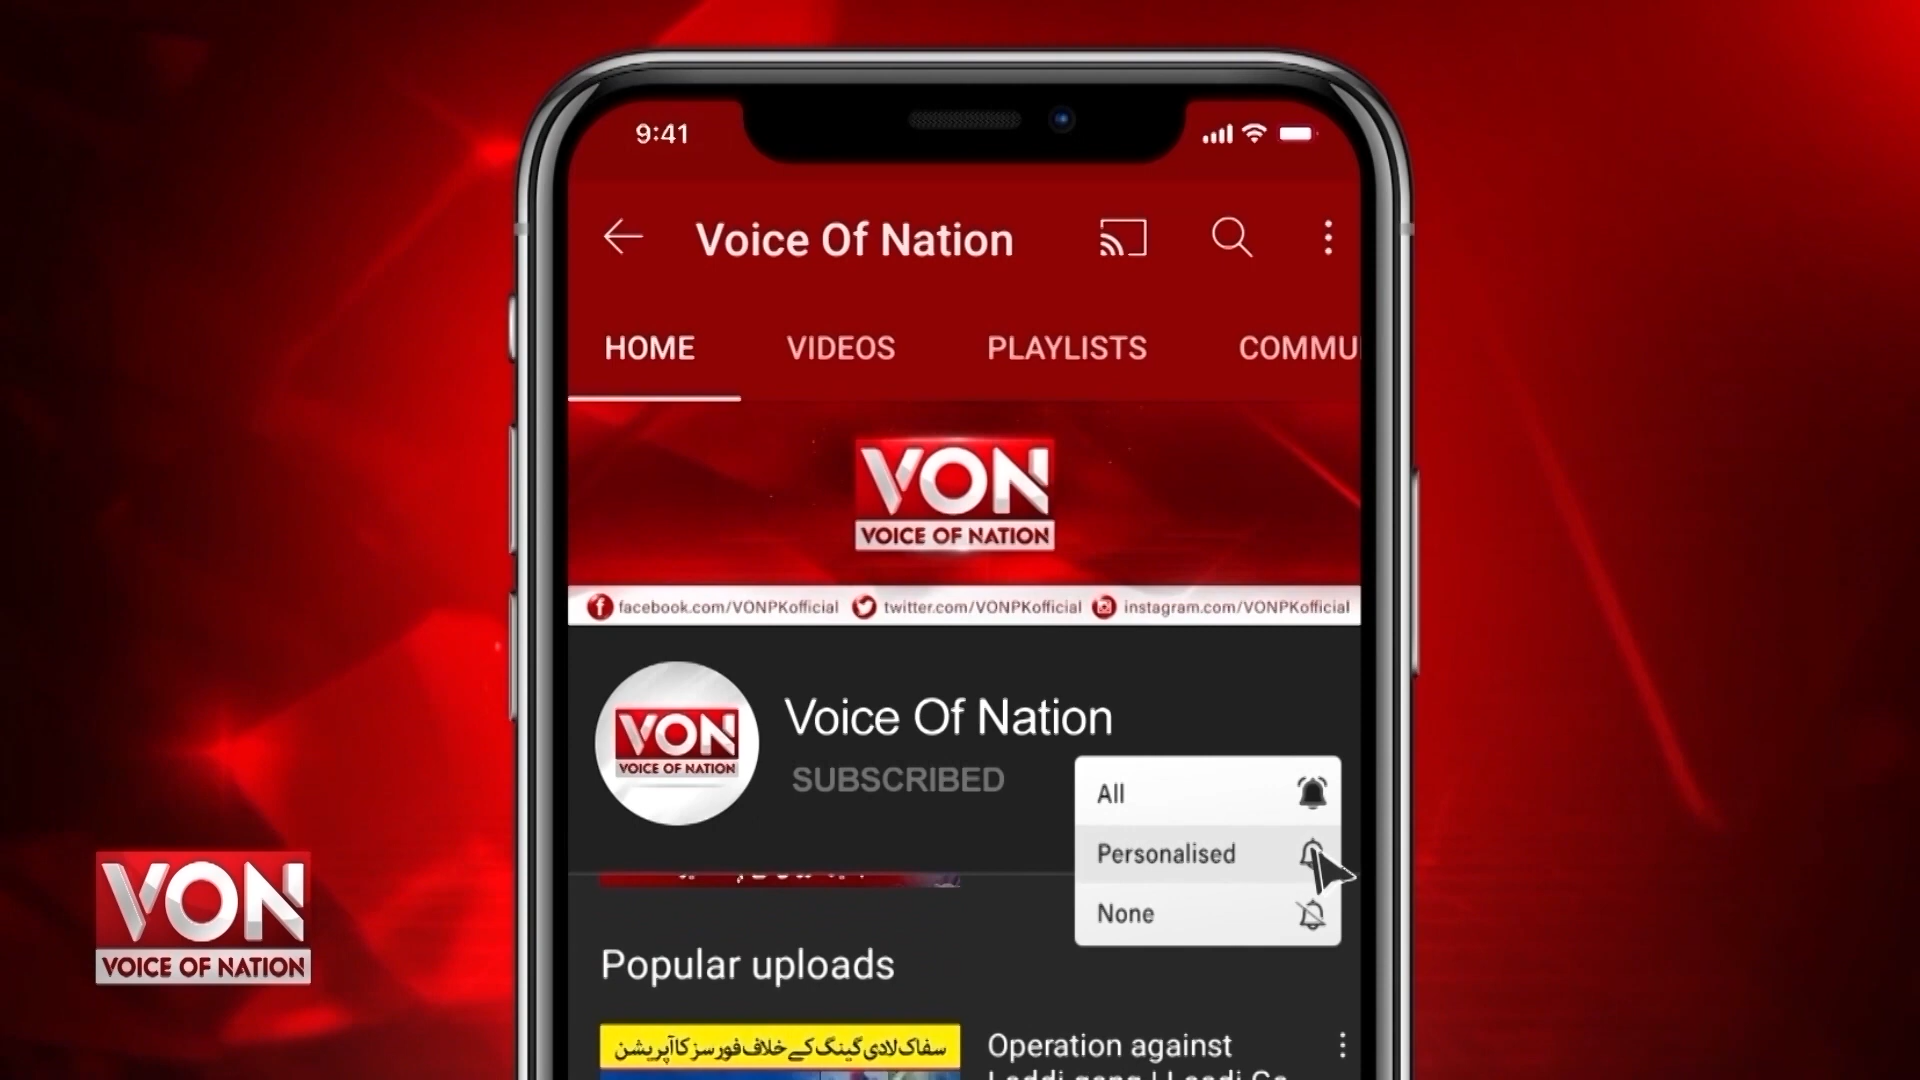 9:41
Voice Of Nation
HOME VIDEOS PLAYLISTS COMMU
VON
VOICE OF NATION
facebook.com/VONPKofficial twitter.com/VONPKofficial instagram.com/VONPKofficial
VON
VOICE OF NATION
Voice Of Nation
SUBSCRIBED
All
Personalised
None
VON
VOICE OF NATION
Popular uploads
سفاک لادی گینگ کے خلاف فورسز کا آپریشن
Operation against